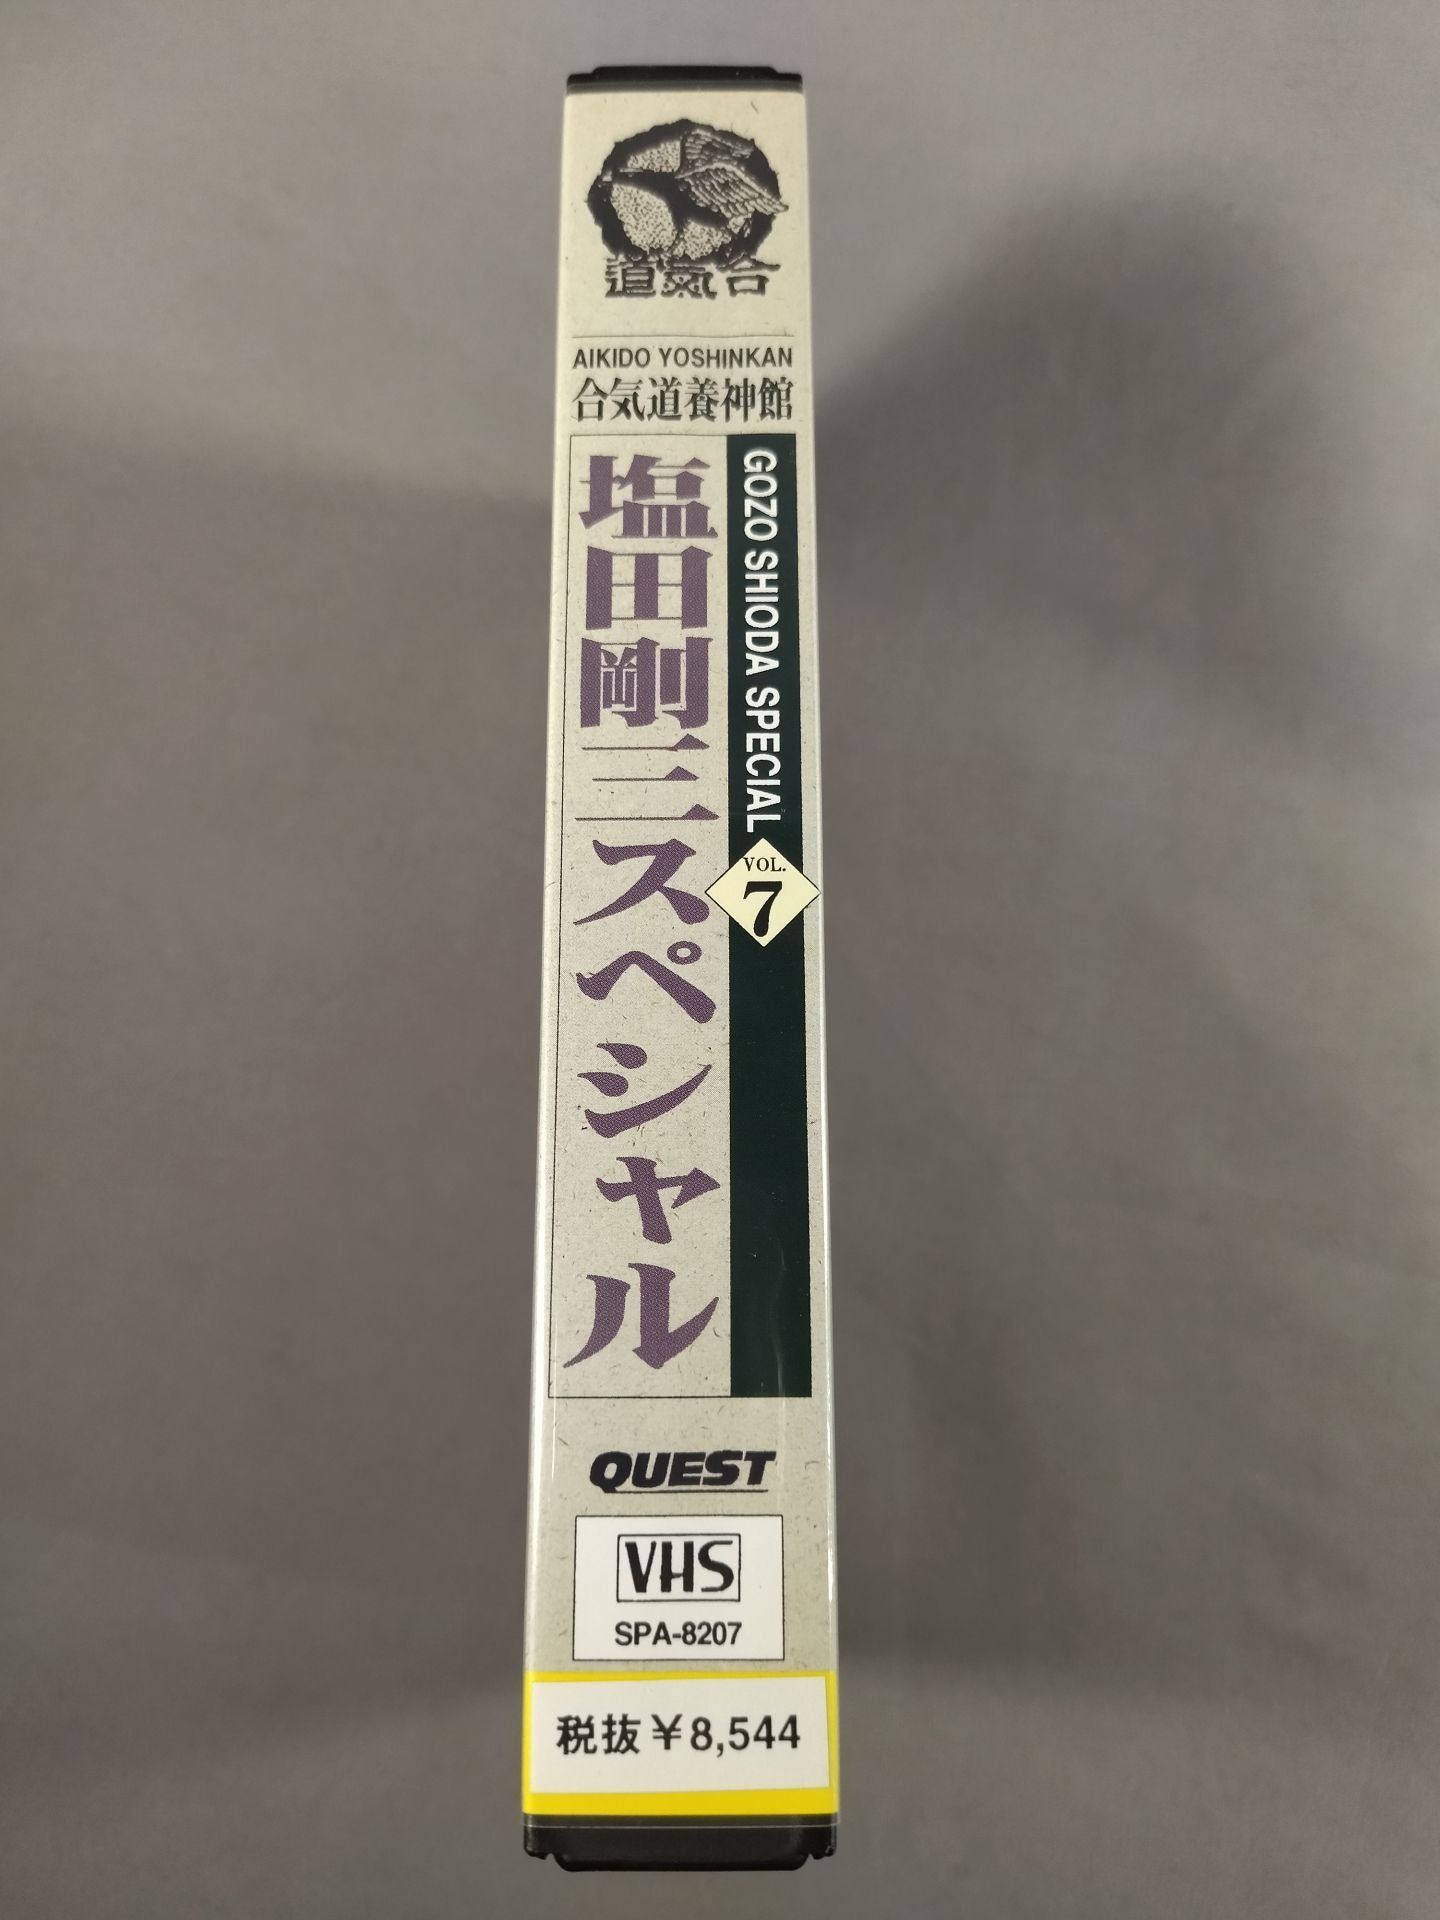 道氣合
AIKIDO YOSHINKAN
合気道養神館
塩田剛三スペシャル
GOZO SHIODA SPECIAL
VOL.
7
QUEST
VHS
SPA-8207
税抜￥8,544